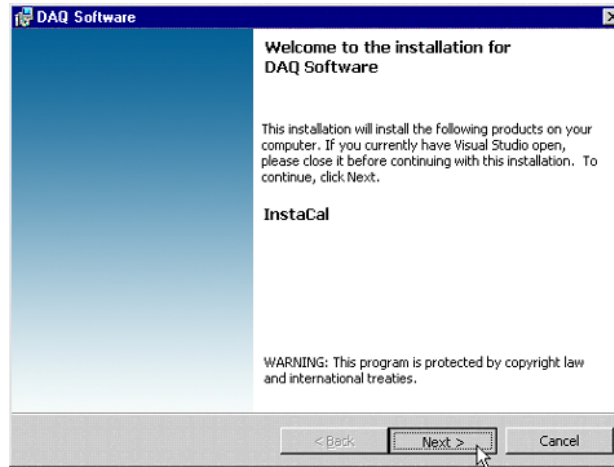 DAQ Software
Welcome to the installation for
DAQ Software
This installation will install the following products on your
computer. If you currently have Visual Studio open,
please close it before continuing with this installation. To
continue, click Next.
InstaCal
WARNING: This program is protected by copyright law
and international treaties.
< Back
Next >
Cancel